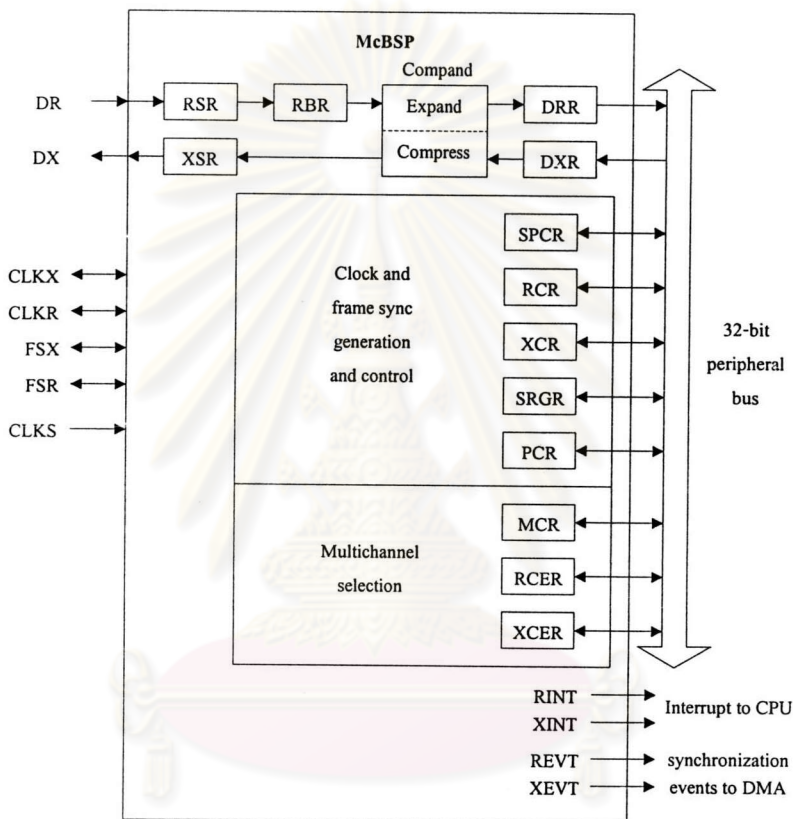 McBSP
Compand
DR
RSR
RBR
Expand
DRR
DX
XSR
Compress
DXR
SPCR
CLKX
CLKR
FSX
FSR
CLKS
Clock and
frame sync
generation
and control
RCR
XCR
SRGR
PCR
32-bit
peripheral
bus
Multichannel
selection
MCR
RCER
XCER
RINT
XINT
Interrupt to CPU
REVT
synchronization
XEVT
events to DMA